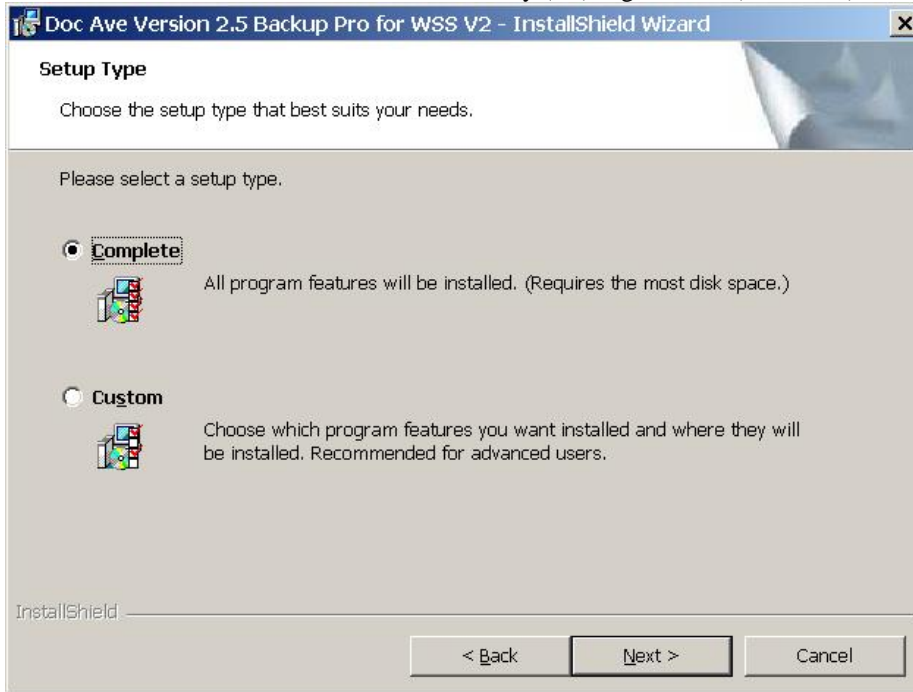 Doc Ave Version 2.5 Backup Pro for WSS V2 - InstallShield Wizard
Setup Type
Choose the setup type that best suits your needs.
Please select a setup type.
Complete
All program features will be installed. (Requires the most disk space.)
Custom
Choose which program features you want installed and where they will
be installed. Recommended for advanced users.
InstallShield
< Back Next > Cancel